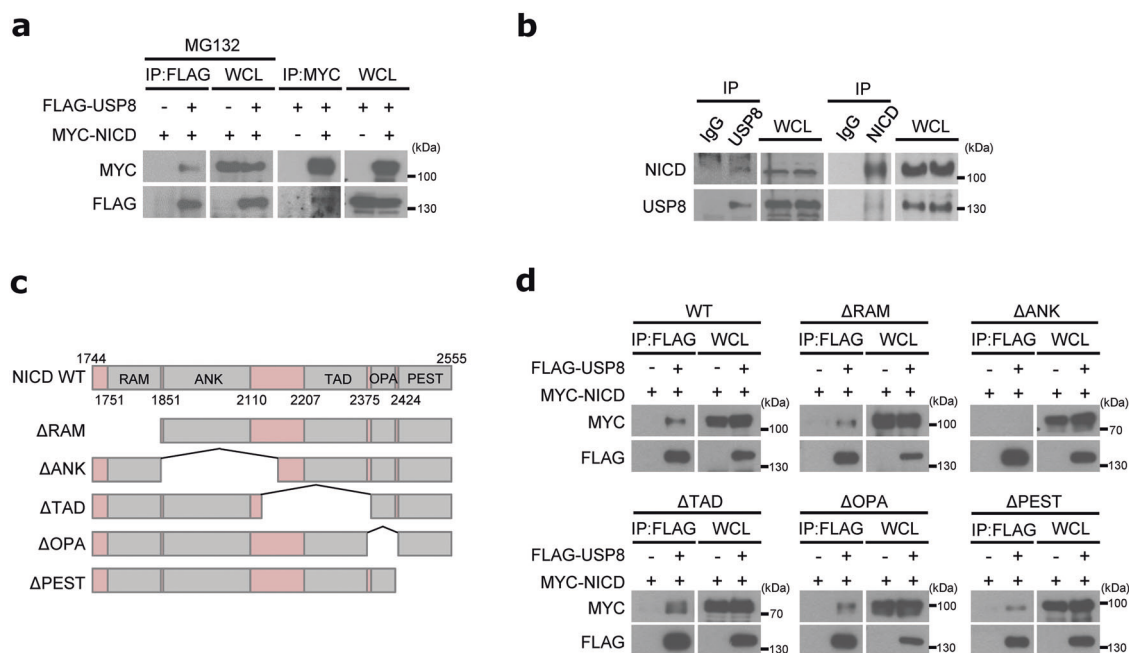 a
MG132
IP:FLAG WCL IP:MYC WCL
FLAG-USP8 - + - + + + + +
MYC-NICD + + + + - + - +
(kDa)
MYC 100
FLAG 130
b
IP IP
IgG USP8 WCL IgG NICD WCL
(kDa)
NICD 100
USP8 130
c
1744 2555
NICD WT RAM ANK TAD OPA PEST
1751 1851 2110 2207 2375 2424
ΔRAM
ΔANK
ΔTAD
ΔOPA
ΔPEST
d
WT ΔRAM ΔANK
IP:FLAG WCL IP:FLAG WCL IP:FLAG WCL
FLAG-USP8 - + - + - + - + - + - +
MYC-NICD + + + + + + + + + + + +
(kDa) (kDa) (kDa)
MYC 100 100 70
FLAG 130 130 130
ΔTAD ΔOPA ΔPEST
IP:FLAG WCL IP:FLAG WCL IP:FLAG WCL
FLAG-USP8 - + - + - + - + - + - +
MYC-NICD + + + + + + + + + + + +
(kDa) (kDa) (kDa)
MYC 70 100 100
FLAG 130 130 130